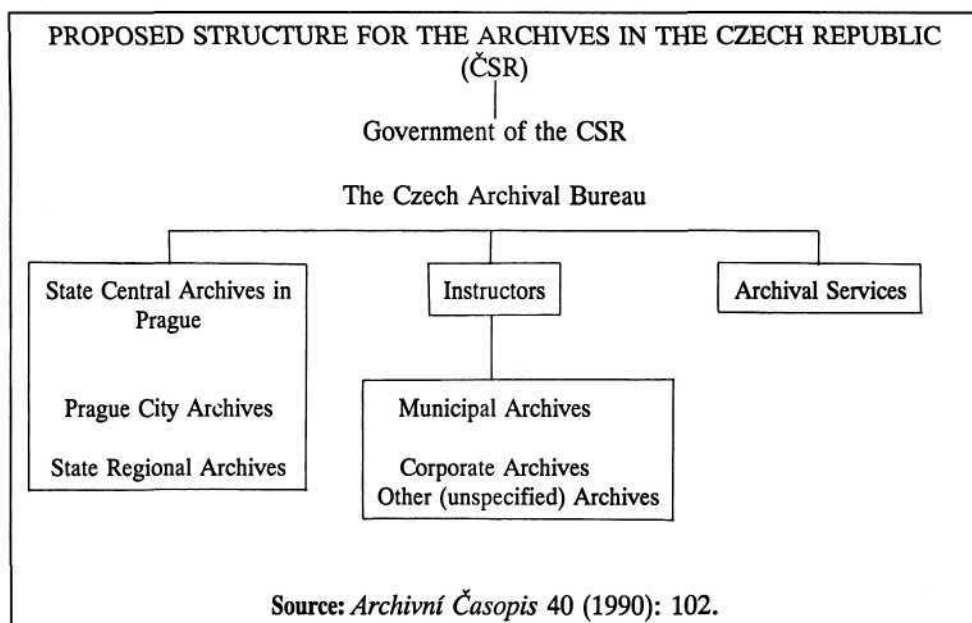 PROPOSED STRUCTURE FOR THE ARCHIVES IN THE CZECH REPUBLIC
(ČSR)
Government of the CSR
The Czech Archival Bureau
State Central Archives in
Prague
Prague City Archives
State Regional Archives
Instructors
Municipal Archives
Corporate Archives
Other (unspecified) Archives
Archival Services
Source: Archivní Časopis 40 (1990): 102.